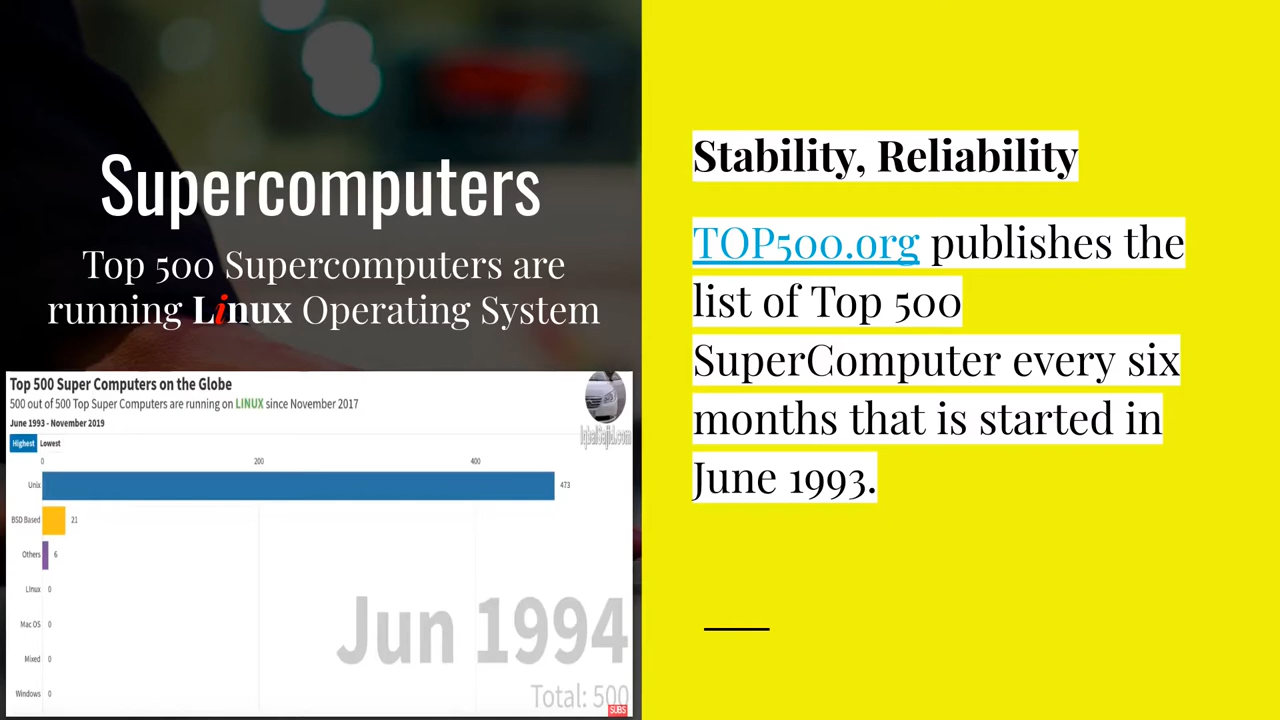 Supercomputers
Top 500 Supercomputers are
running Linux Operating System
Top 500 Super Computers on the Globe
500 out of 500 Top Super Computers are running on LINUX since November 2017
June 1993 - November 2019
IqbalSajid.com
Highest Lowest
0 200 400
Unix 473
BSD Based 21
Others 6
LInux 0
Mac OS 0
Mixed 0
Windows 0
Jun 1994
Total: 500
SUBS
Stability, Reliability
TOP500.org publishes the
list of Top 500
SuperComputer every six
months that is started in
June 1993.